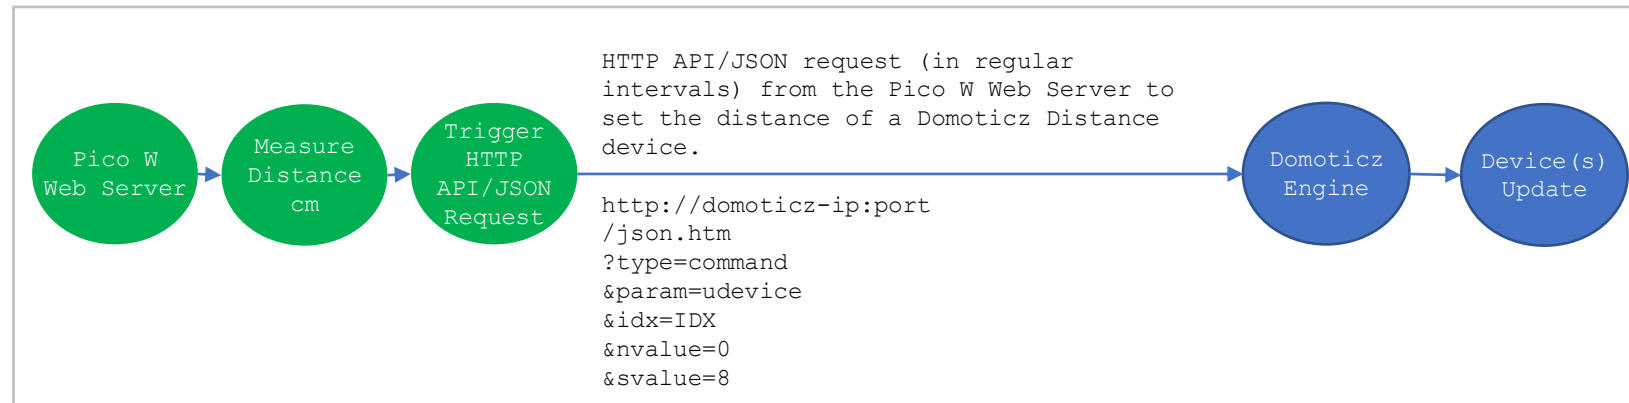 Pico W
Web Server
Measure
Distance
cm
Trigger
HTTP
API/JSON
Request
HTTP API/JSON request (in regular
intervals) from the Pico W Web Server to
set the distance of a Domoticz Distance
device.
http://domoticz-ip:port
/json.htm
?type=command
&param=udevice
&idx=IDX
&nvalue=0
&svalue=8
Domoticz
Engine
Device(s)
Update